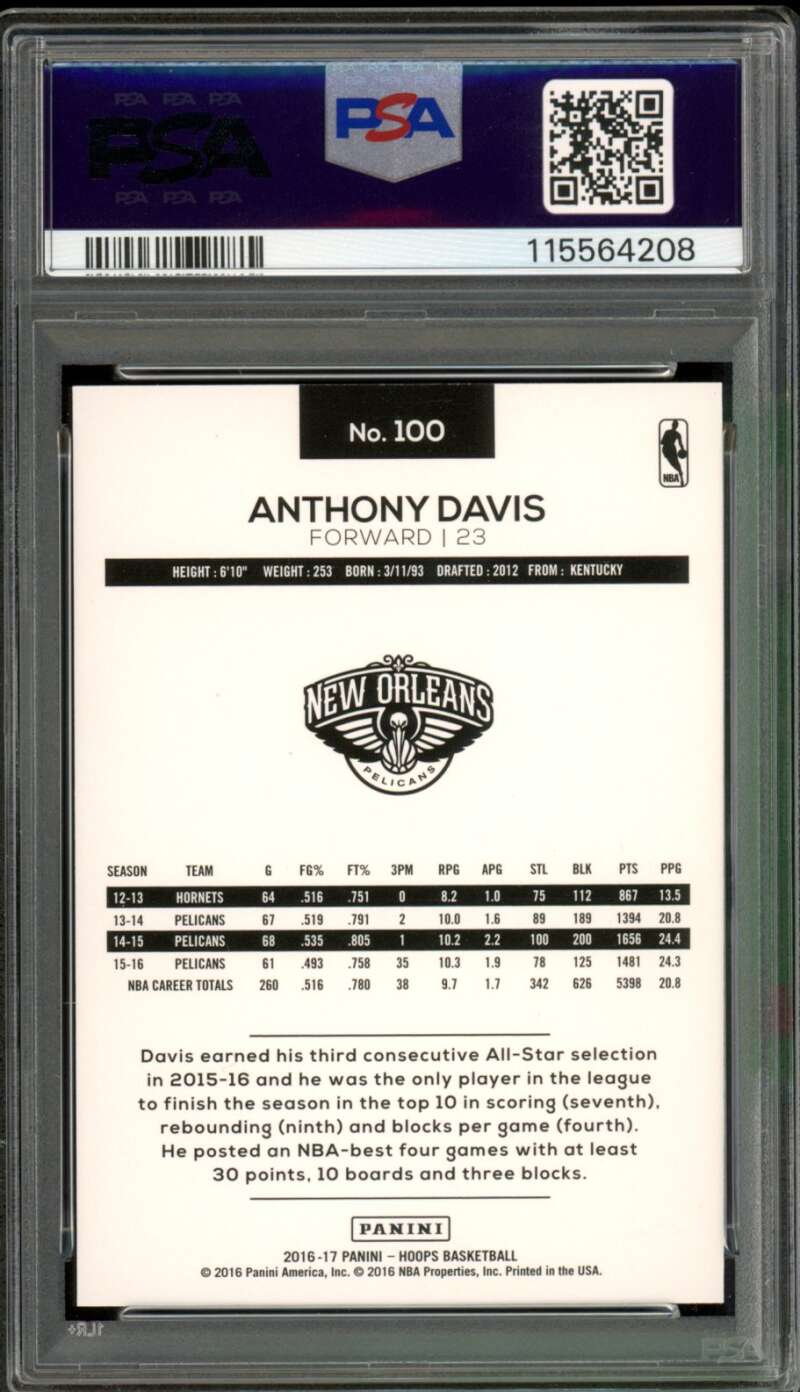 PSA PSA PSA
PSA
PSA PSA PSA
PSA
115564208
No. 100
NBA
ANTHONY DAVIS
FORWARD | 23
HEIGHT : 6'10" WEIGHT : 253 BORN : 3/11/93 DRAFTED : 2012 FROM : KENTUCKY
NEW ORLEANS
PELICANS
SEASON TEAM G FG% FT% 3PM RPG APG STL BLK PTS PPG
12-13 HORNETS 64 .516 .751 0 8.2 1.0 75 112 867 13.5
13-14 PELICANS 67 .519 .791 2 10.0 1.6 89 189 1394 20.8
14-15 PELICANS 68 .535 .805 1 10.2 2.2 100 200 1656 24.4
15-16 PELICANS 61 .493 .758 35 10.3 1.9 78 125 1481 24.3
NBA CAREER TOTALS 260 .516 .780 38 9.7 1.7 342 626 5398 20.8
Davis earned his third consecutive All-Star selection
in 2015-16 and he was the only player in the league
to finish the season in the top 10 in scoring (seventh),
rebounding (ninth) and blocks per game (fourth).
He posted an NBA-best four games with at least
30 points, 10 boards and three blocks.
PANINI
2016-17 PANINI – HOOPS BASKETBALL
© 2016 Panini America, Inc. © 2016 NBA Properties, Inc. Printed in the USA.
PSA